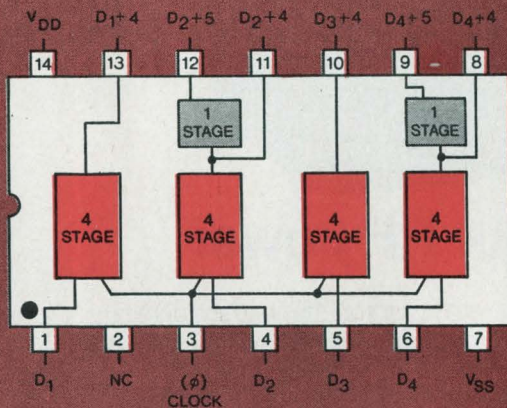 V_DD D₁+4 D₂+5 D₂+4 D₃+4 D₄+5 D₄+4
14 13 12 11 10 9 8
1 STAGE
1 STAGE
4 STAGE
4 STAGE
4 STAGE
4 STAGE
1 2 3 4 5 6 7
D₁ NC (φ) CLOCK D₂ D₃ D₄ V_SS